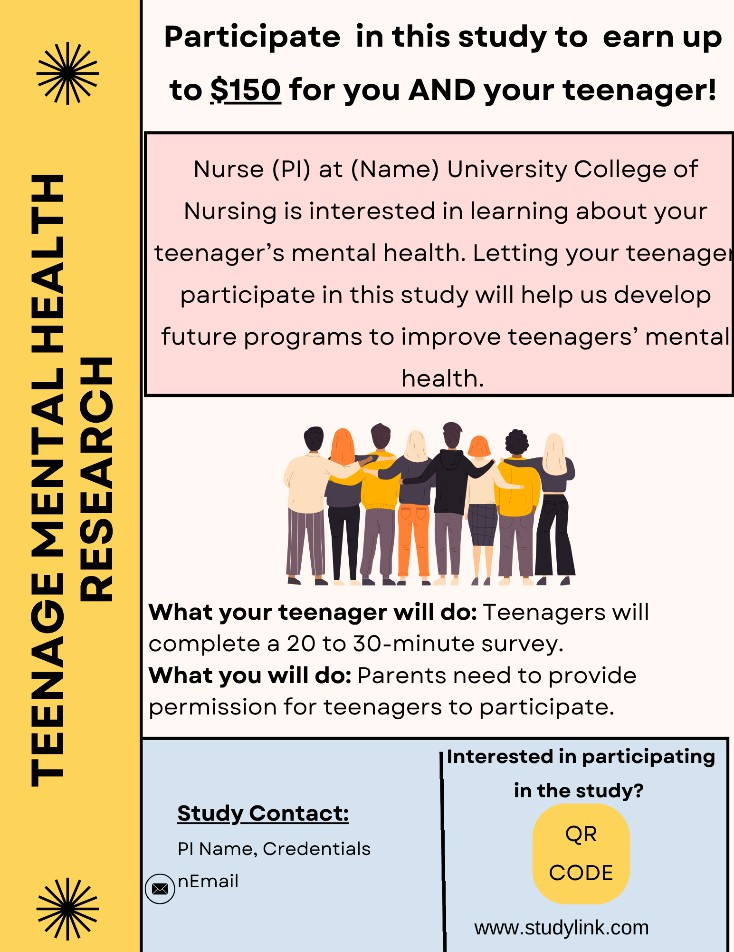 TEENAGE MENTAL HEALTH
RESEARCH
Participate in this study to earn up
to $150 for you AND your teenager!
Nurse (PI) at (Name) University College of
Nursing is interested in learning about your
teenager’s mental health. Letting your teenager
participate in this study will help us develop
future programs to improve teenagers’ mental
health.
What your teenager will do: Teenagers will
complete a 20 to 30-minute survey.
What you will do: Parents need to provide
permission for teenagers to participate.
Study Contact:
PI Name, Credentials
nEmail
Interested in participating
in the study?
QR
CODE
www.studylink.com